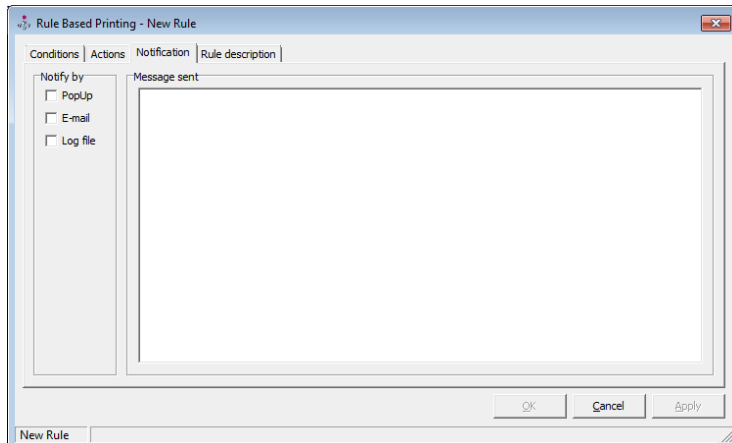 Rule Based Printing - New Rule
Conditions Actions Notification Rule description
Notify by Message sent
PopUp
E-mail
Log file
OK Cancel Apply
New Rule